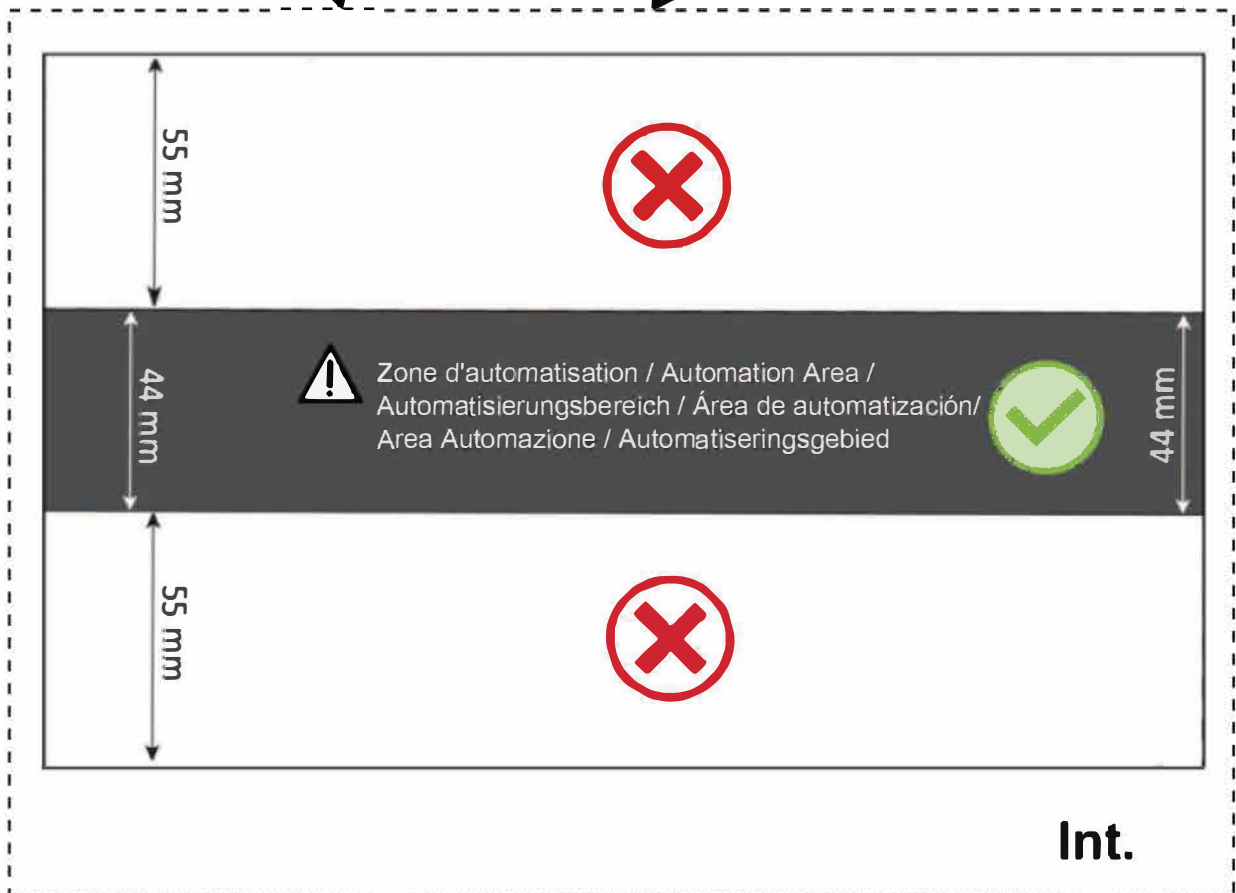 55 mm
44 mm
Zone d'automatisation / Automation Area /
Automatisierungsbereich / Área de automatización/
Area Automazione / Automatiseringsgebied
44 mm
55 mm
Int.